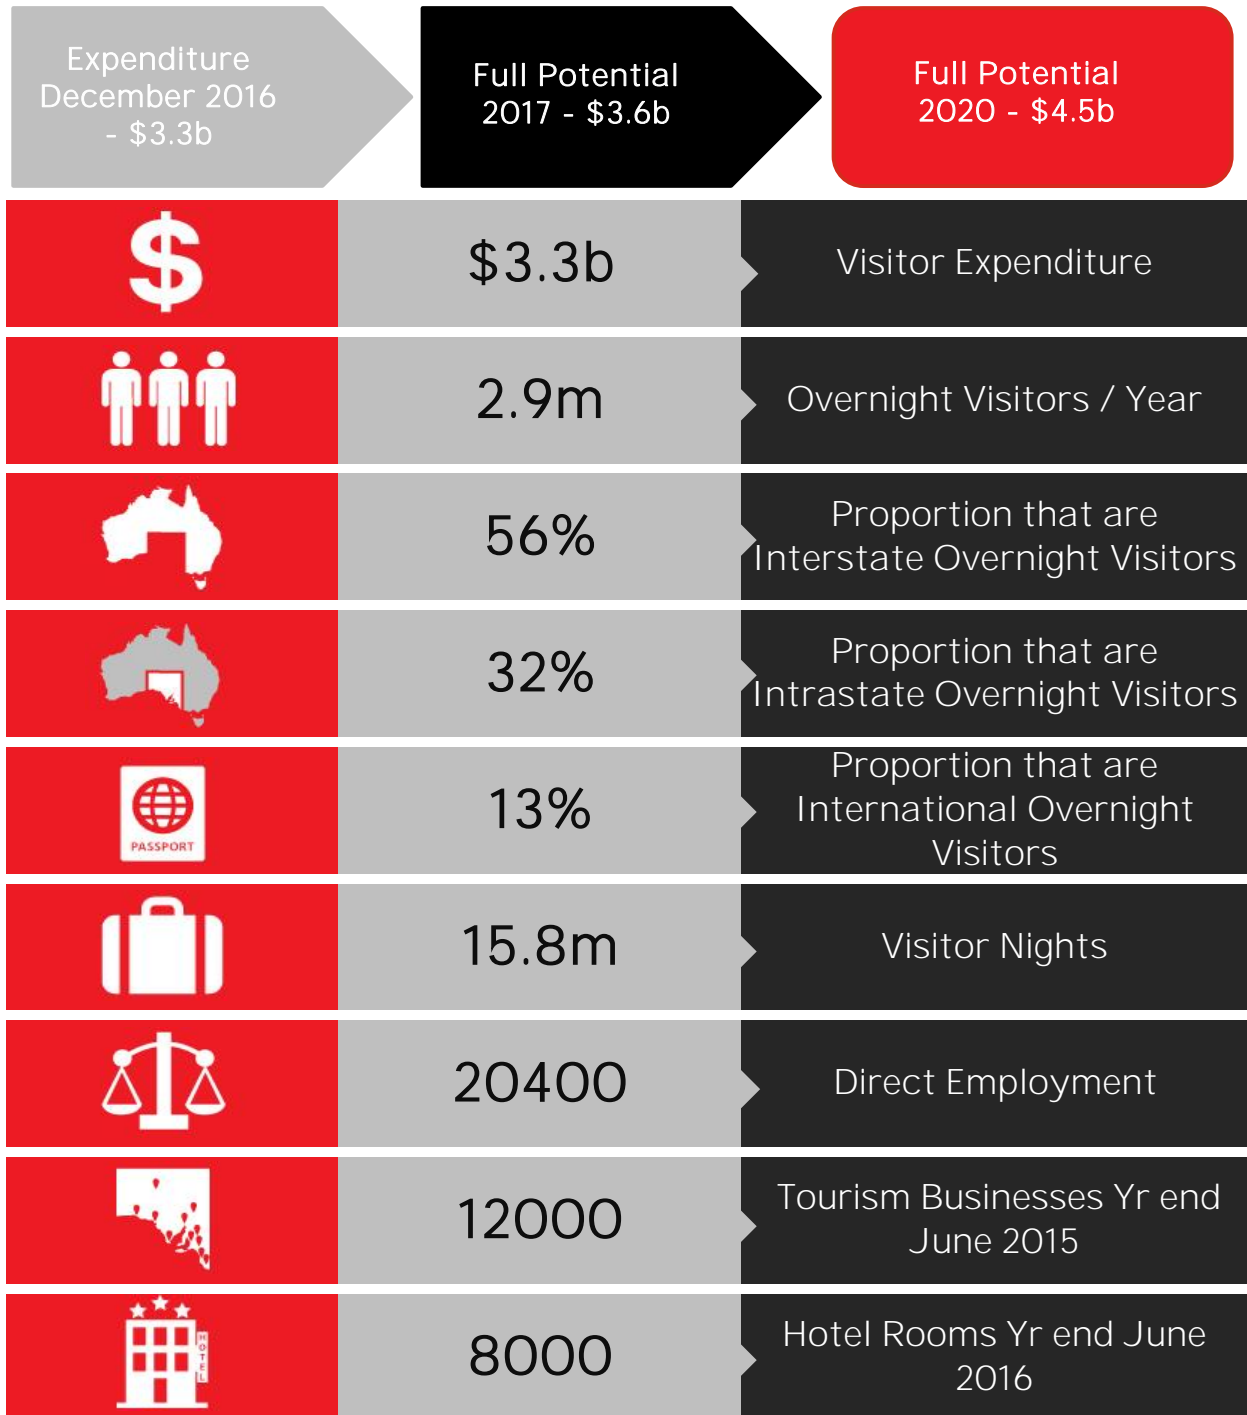 Expenditure
December 2016
- $3.3b
Full Potential
2017 - $3.6b
Full Potential
2020 - $4.5b
$
$3.3b
Visitor Expenditure
2.9m
Overnight Visitors / Year
56%
Proportion that are
Interstate Overnight Visitors
32%
Proportion that are
Intrastate Overnight Visitors
PASSPORT
13%
Proportion that are
International Overnight
Visitors
15.8m
Visitor Nights
20400
Direct Employment
12000
Tourism Businesses Yr end
June 2015
HOTEL
8000
Hotel Rooms Yr end June
2016